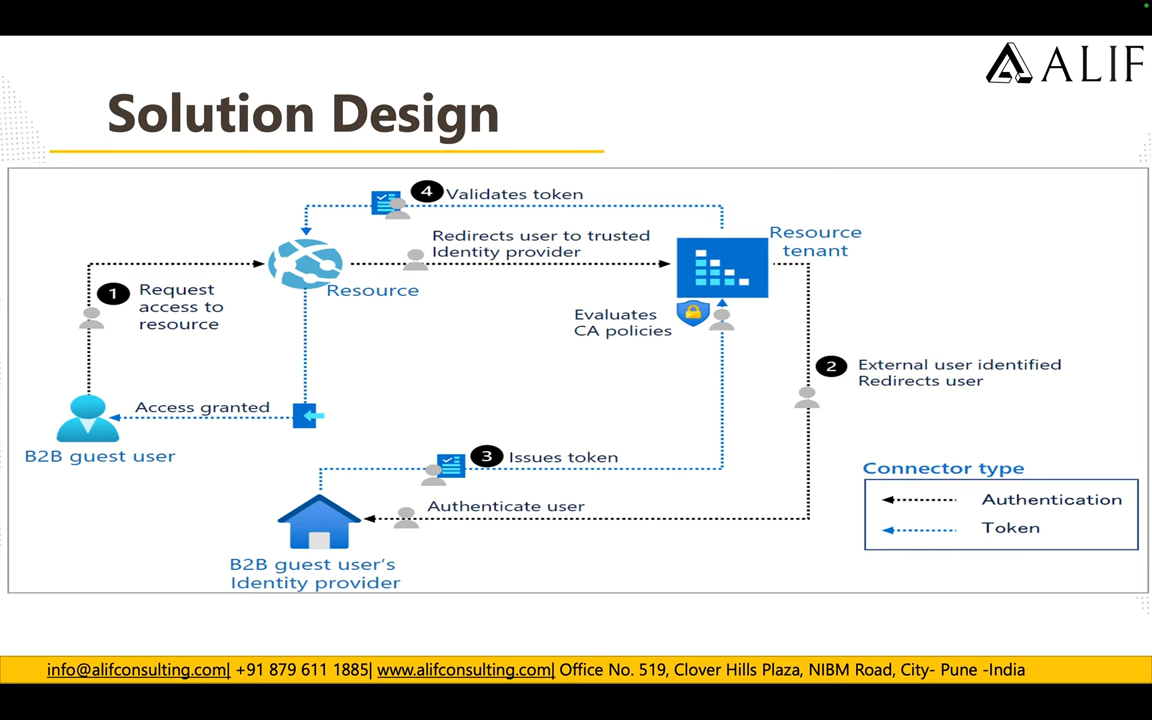 ALIF
Solution Design
4 Validates token
Redirects user to trusted
Identity provider
Resource
tenant
1 Request
access to
resource
Resource
Evaluates
CA policies
2 External user identified
Redirects user
Access granted
B2B guest user
3 Issues token
Authenticate user
B2B guest user’s
Identity provider
Connector type
Authentication
Token
info@alifconsulting.com| +91 879 611 1885| www.alifconsulting.com| Office No. 519, Clover Hills Plaza, NIBM Road, City- Pune -India